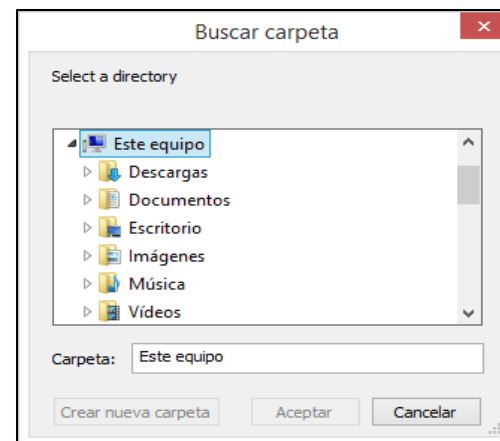 Buscar carpeta
Select a directory
Este equipo
Descargas
Documentos
Escritorio
Imágenes
Música
Vídeos
Carpeta: Este equipo
Crear nueva carpeta Aceptar Cancelar